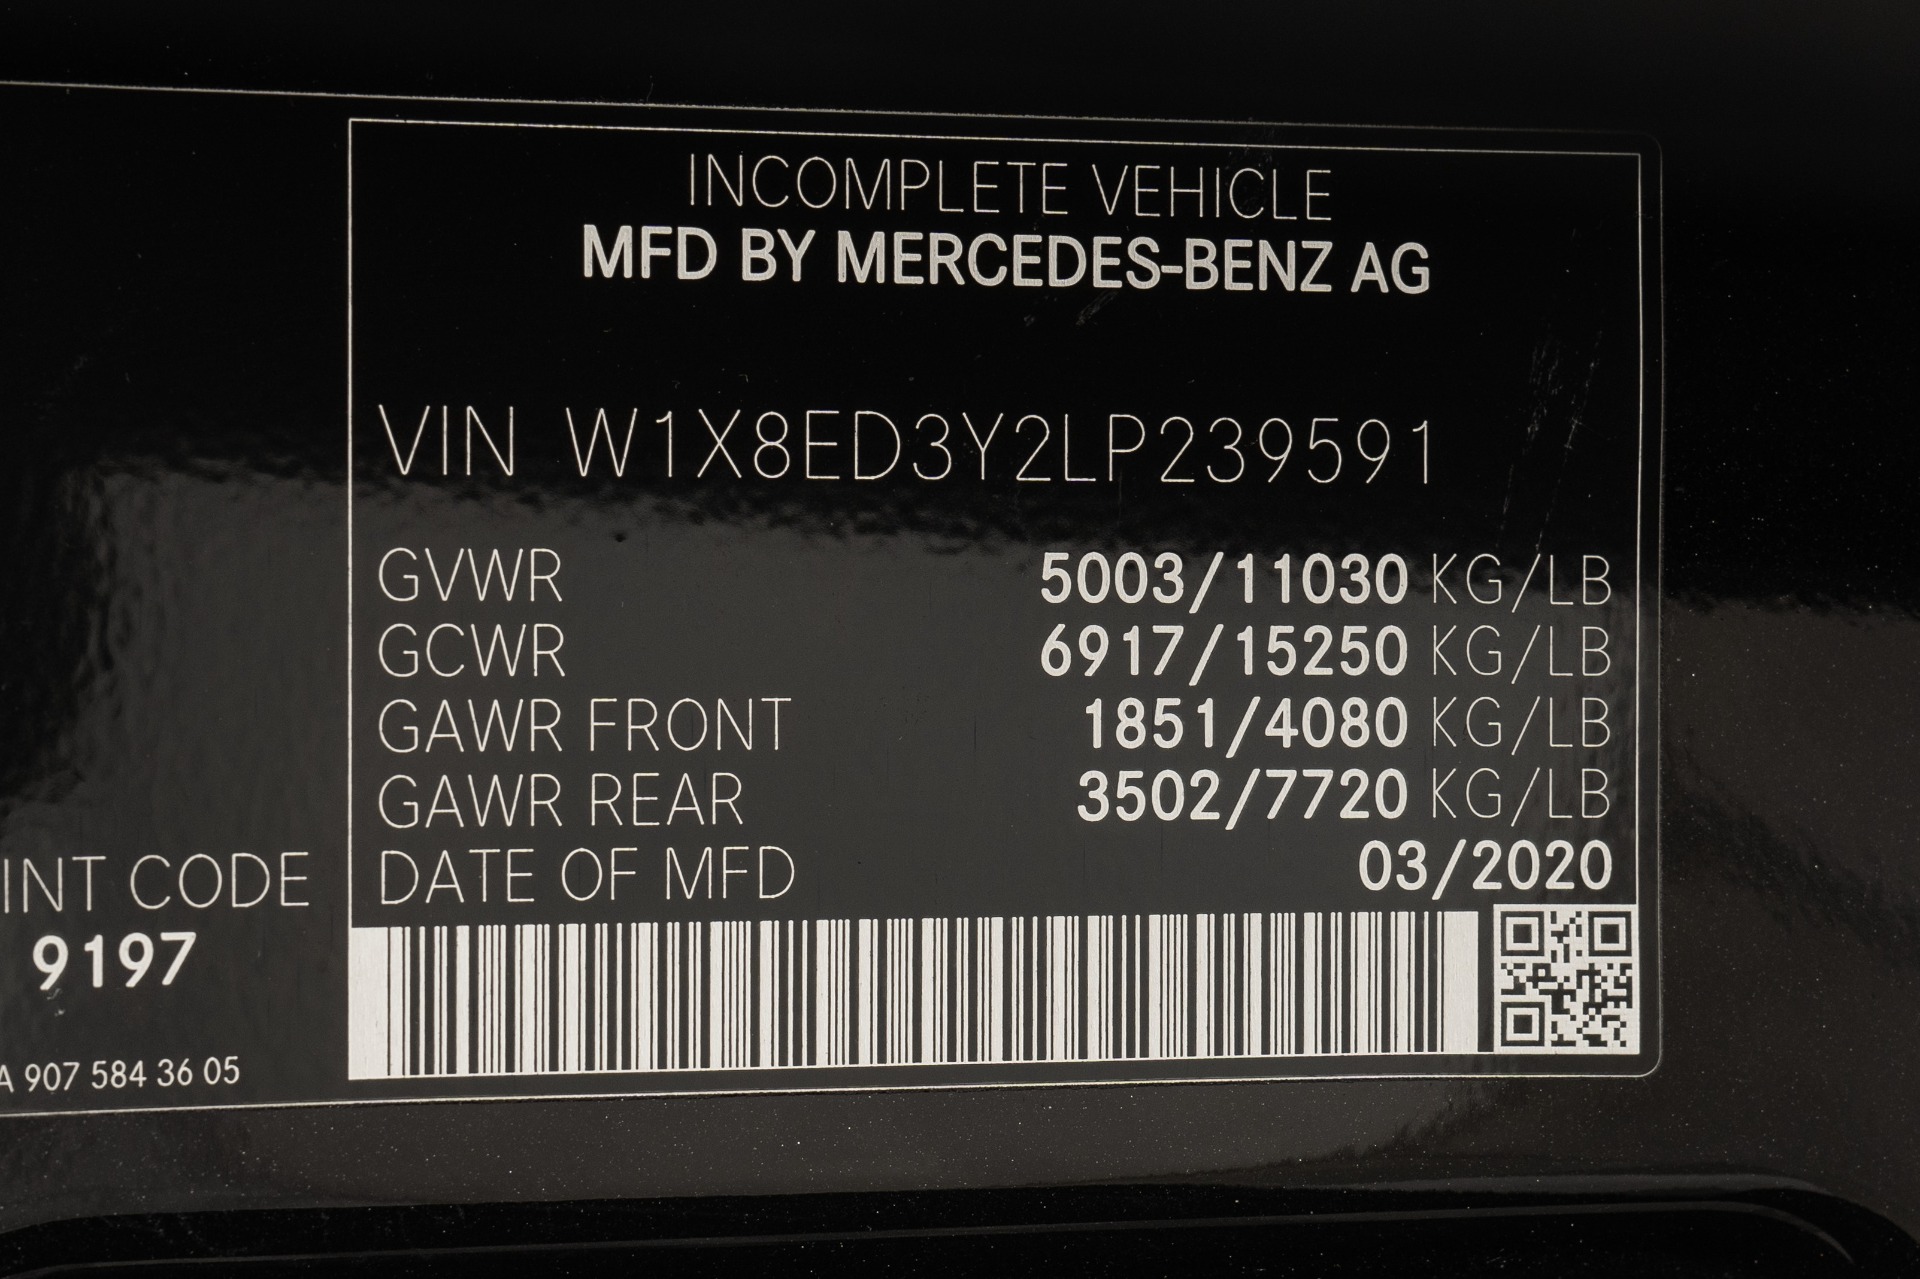 INCOMPLETE VEHICLE
MFD BY MERCEDES-BENZ AG
VIN W1X8ED3Y2LP239591
GVWR 5003/11030 KG/LB
GCWR 6917/15250 KG/LB
GAWR FRONT 1851/4080 KG/LB
GAWR REAR 3502/7720 KG/LB
DATE OF MFD 03/2020
INT CODE
9197
A 907 584 36 05